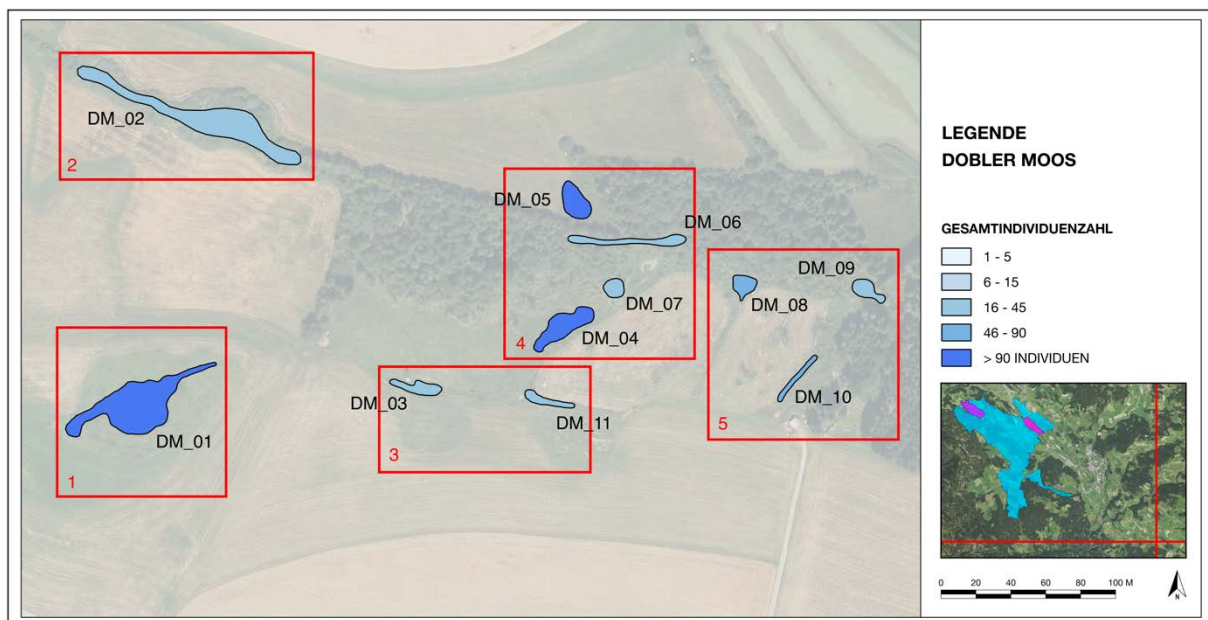 DM_02
2
DM_05
DM_06
DM_07
DM_04
4
DM_09
DM_08
DM_10
5
DM_01
1
DM_03
DM_11
3
LEGENDE
DOBLER MOOS
GESAMTINDIVIDUENZAHL
1 - 5
6 - 15
16 - 45
46 - 90
> 90 INDIVIDUEN
0 20 40 60 80 100 M
N